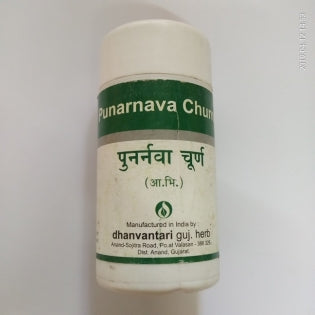 Punarnava Churn
पुनर्नवा चूर्ण
(आ.भि.)
Manufactured in India by :
dhanvantari guj. herb
Anand-Sojitra Road, Po.at Valasan - 388 326.
Dist. Anand, Gujarat.